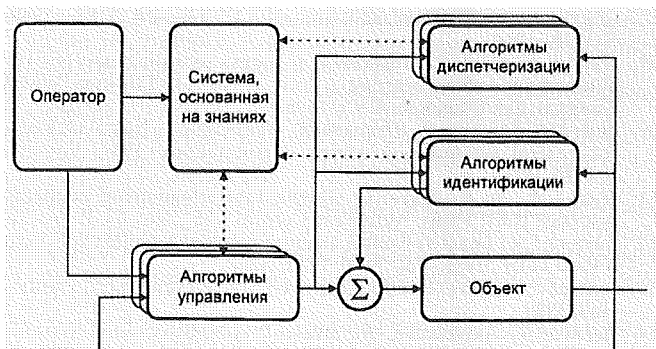 Оператор
Система,
основанная
на знаниях
Алгоритмы
диспетчеризации
Алгоритмы
идентификации
Алгоритмы
управления
Σ
Объект